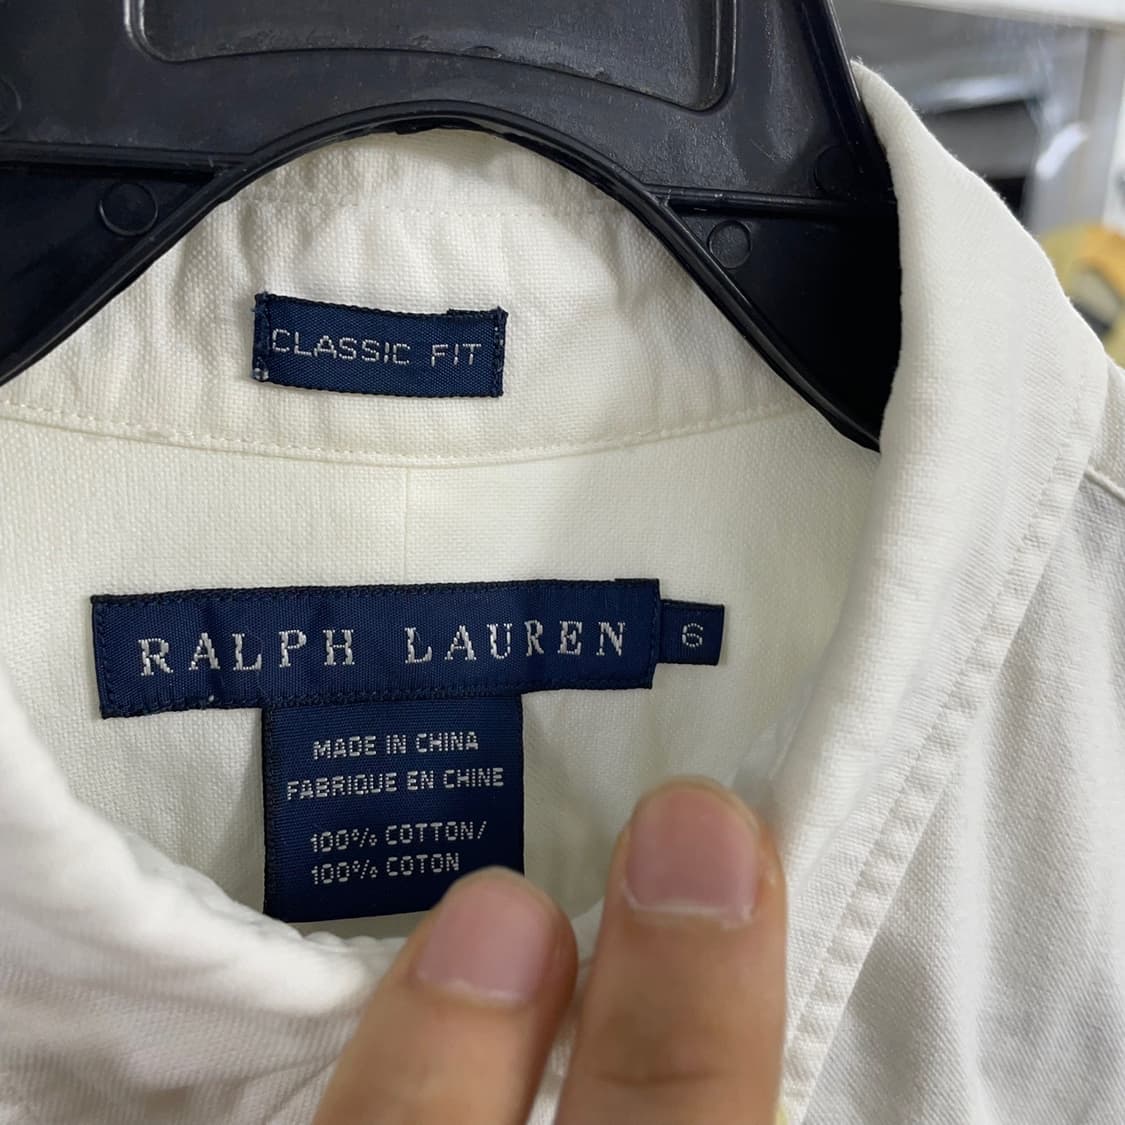 CLASSIC FIT
RALPH LAUREN 6
MADE IN CHINA
FABRIQUE EN CHINE
100% COTTON/
100% COTON